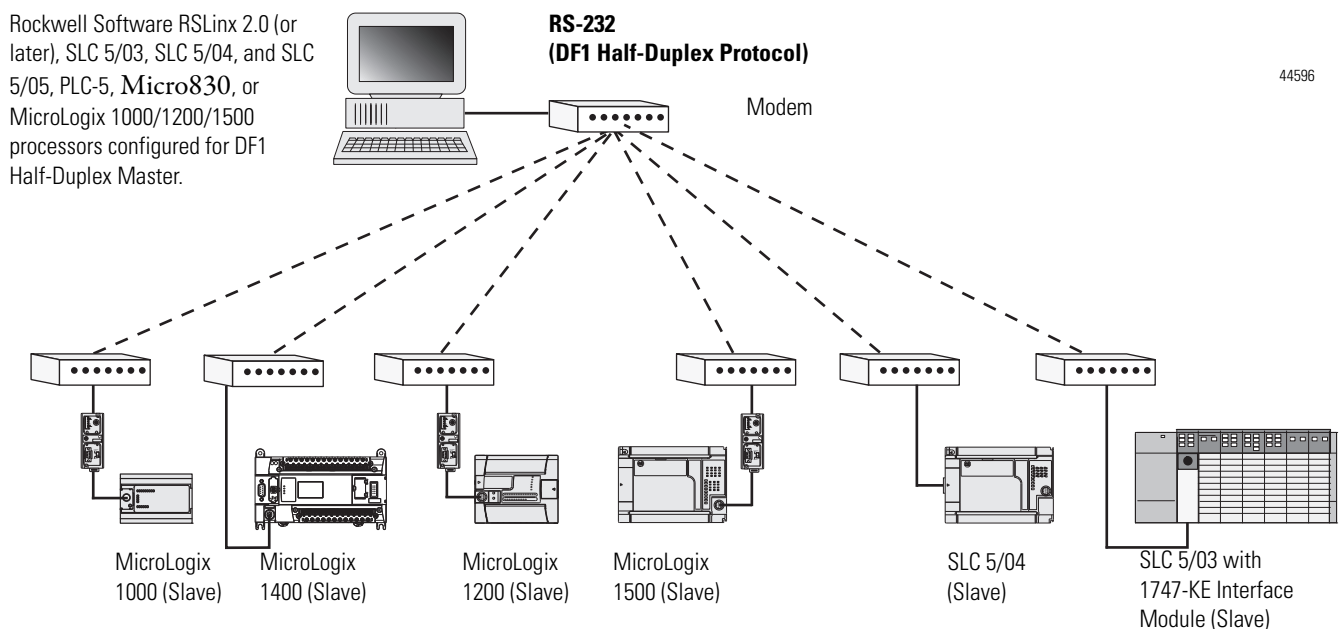 Rockwell Software RSLinx 2.0 (or
later), SLC 5/03, SLC 5/04, and SLC
5/05, PLC-5, Micro830, or
MicroLogix 1000/1200/1500
processors configured for DF1
Half-Duplex Master.
RS-232
(DF1 Half-Duplex Protocol)
44596
Modem
MicroLogix
1000 (Slave)
MicroLogix
1400 (Slave)
MicroLogix
1200 (Slave)
MicroLogix
1500 (Slave)
SLC 5/04
(Slave)
SLC 5/03 with
1747-KE Interface
Module (Slave)